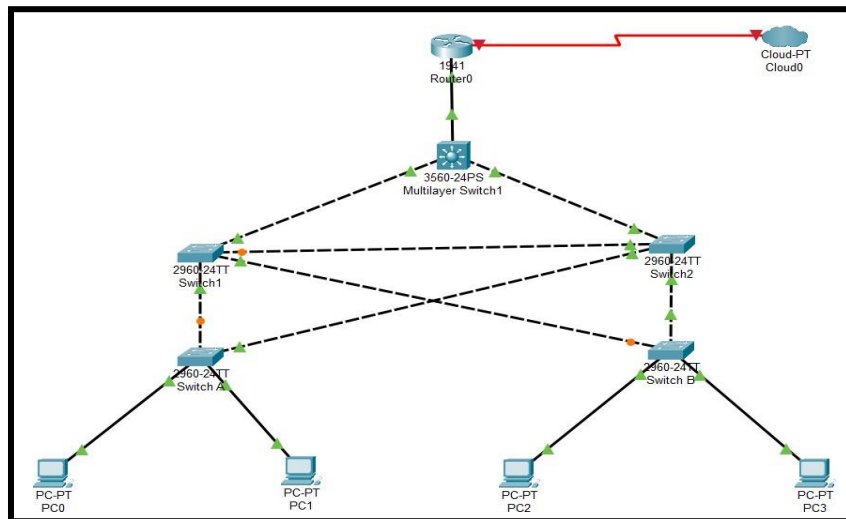 1941
Router0
Cloud-PT
Cloud0
3560-24PS
Multilayer Switch1
2960-24TT
Switch1
2960-24TT
Switch2
2960-24TT
Switch A
2960-24TT
Switch B
PC-PT
PC0
PC-PT
PC1
PC-PT
PC2
PC-PT
PC3